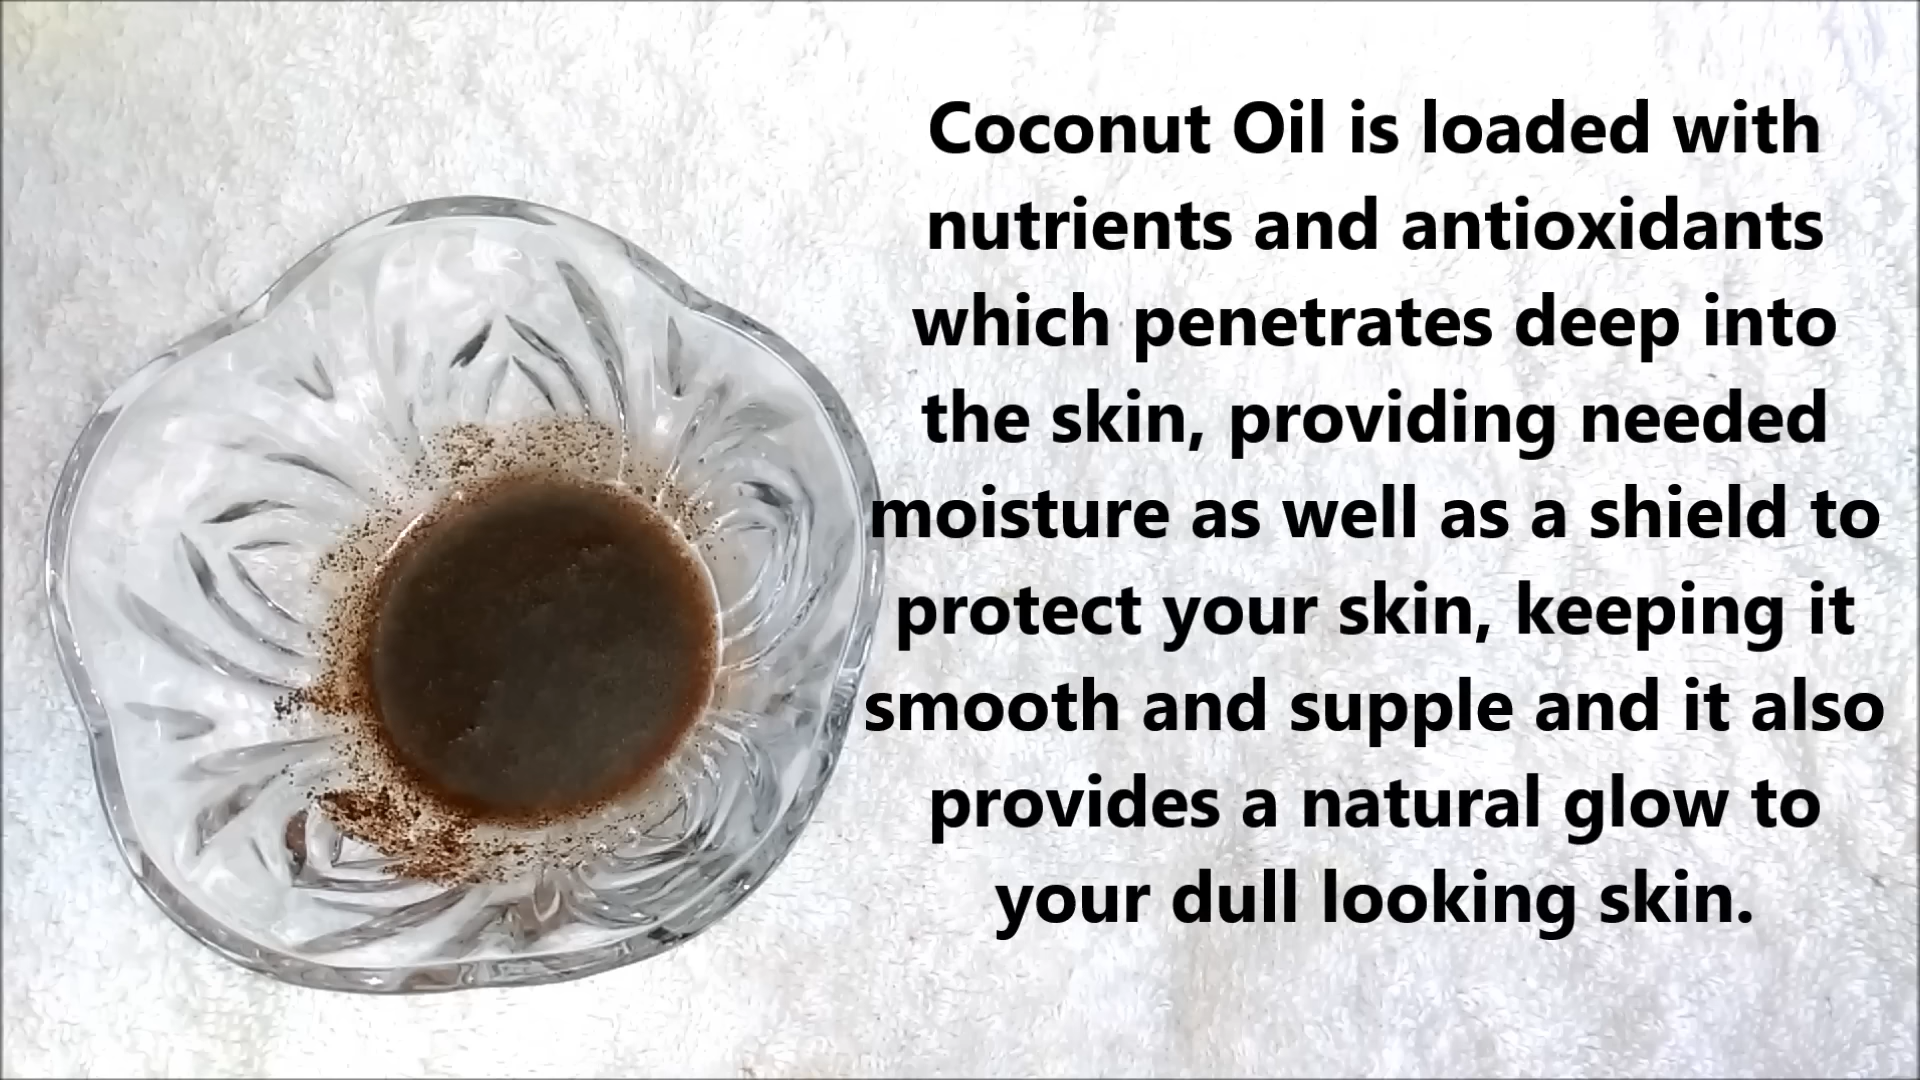 Coconut Oil is loaded with
nutrients and antioxidants
which penetrates deep into
the skin, providing needed
moisture as well as a shield to
protect your skin, keeping it
smooth and supple and it also
provides a natural glow to
your dull looking skin.